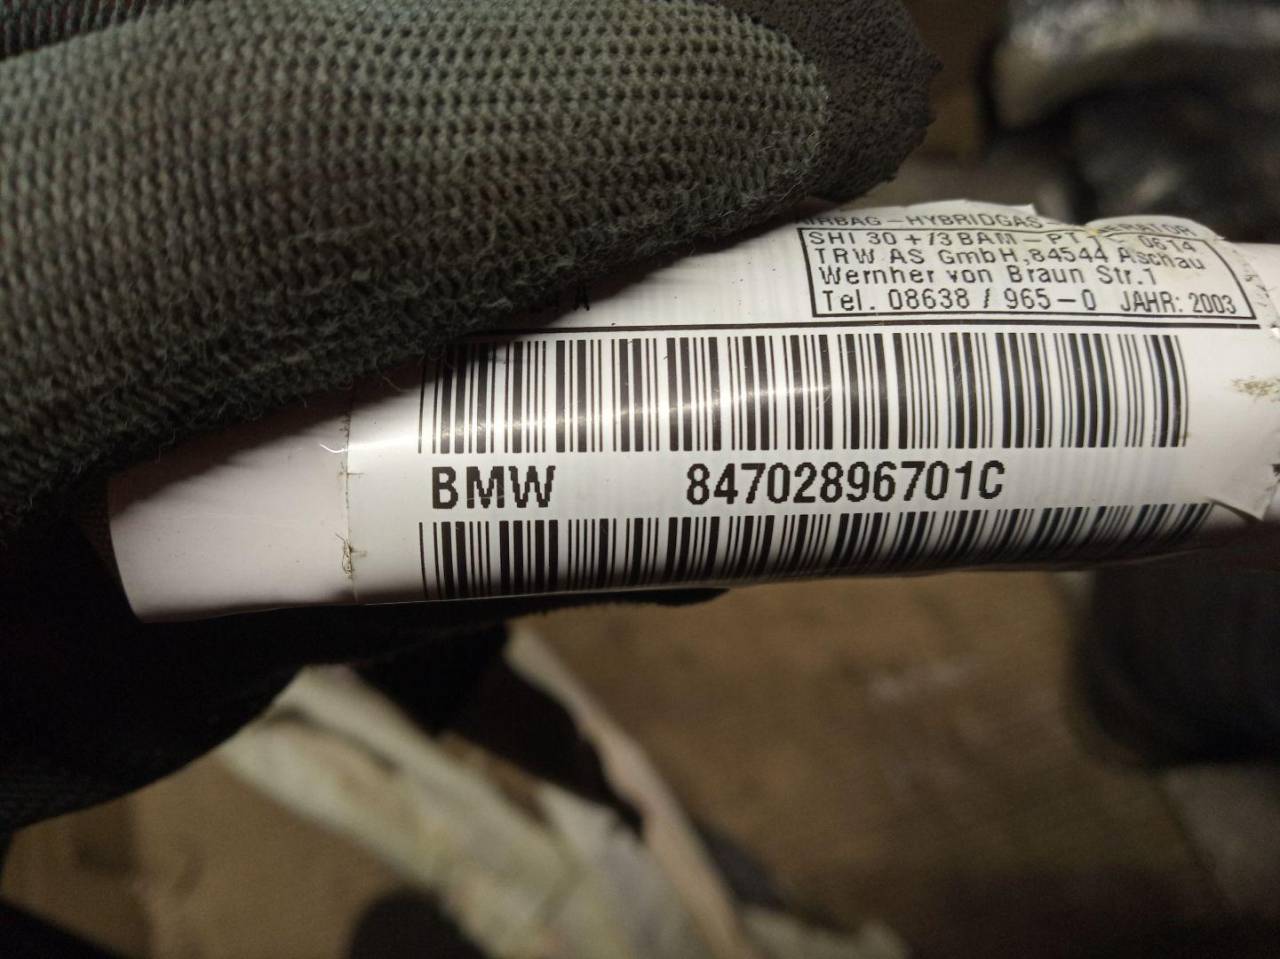 SHI 30 + /3 BAM - PT 0614
TRW AS GmbH, 84544 Aschau
Wernher von Braun Str.1
Tel. 08638 / 965-0 JAHR: 2003
A
BMW 84702896701C